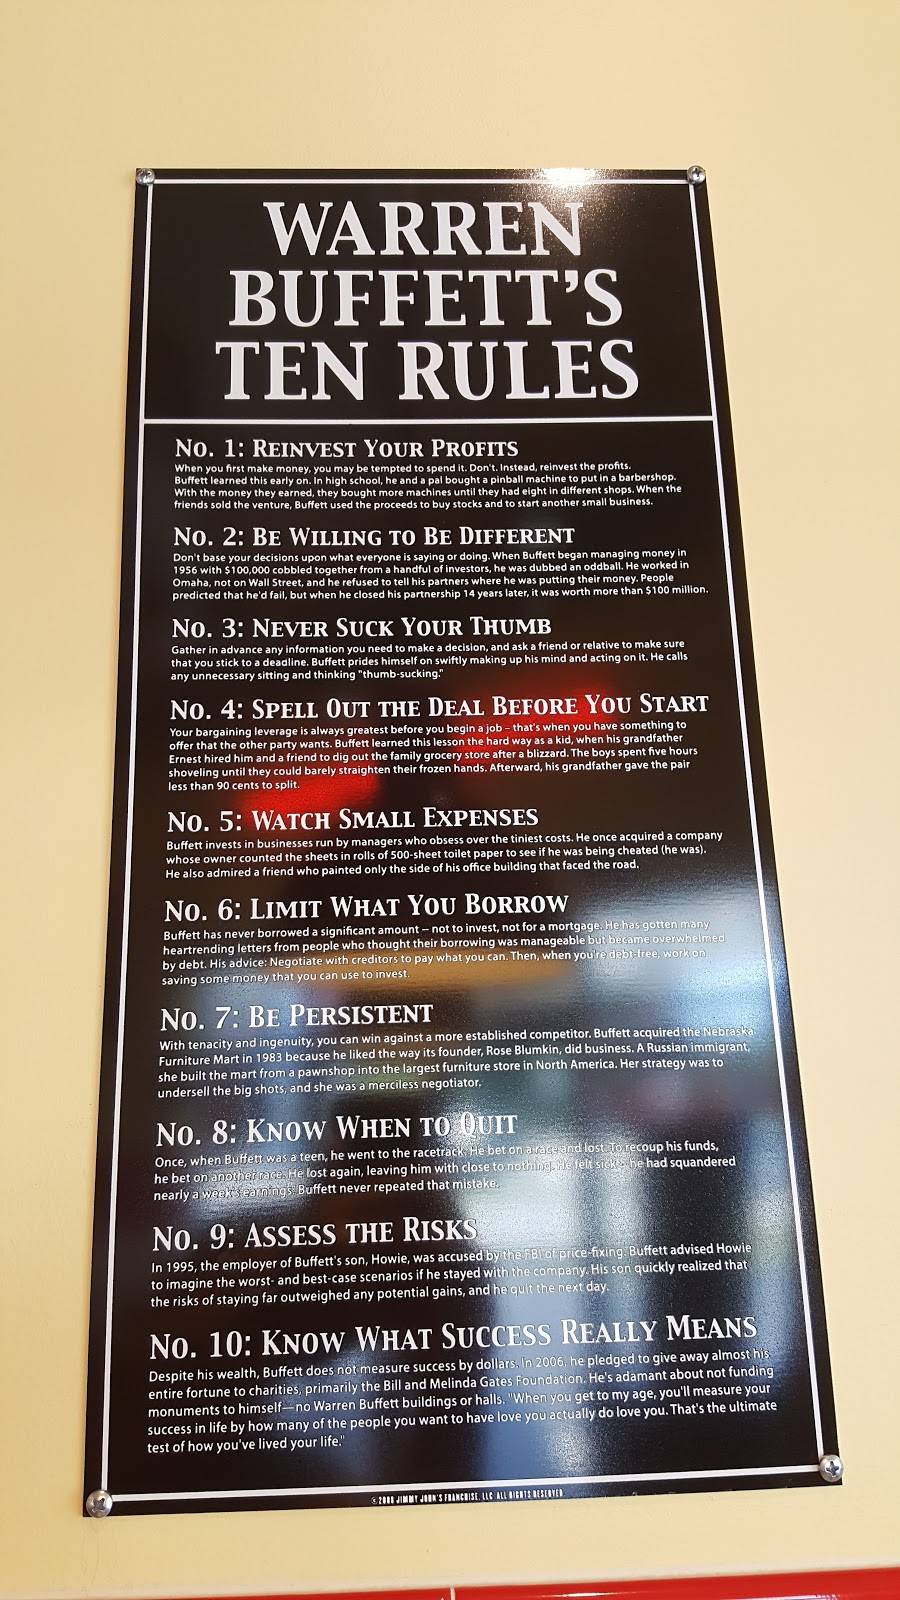 WARREN
BUFFETT'S
TEN RULES
No. 1: Reinvest Your Profits
When you first make money, you may be tempted to spend it. Don't. Instead, reinvest the profits.
Buffett learned this early on. In high school, he and a pal bought a pinball machine to put in a barbershop.
With the money they earned, they bought more machines until they had eight in different shops. When the
friends sold the venture, Buffett used the proceeds to buy stocks and to start another small business.
No. 2: Be Willing to Be Different
Don't base your decisions upon what everyone is saying or doing. When Buffett began managing money in
1956 with $100,000 cobbled together from a handful of investors, he was dubbed an oddball. He worked in
Omaha, not on Wall Street, and he refused to tell his partners where he was putting their money. People
predicted that he'd fail, but when he closed his partnership 14 years later, it was worth more than $100 million.
No. 3: Never Suck Your Thumb
Gather in advance any information you need to make a decision, and ask a friend or relative to make sure
that you stick to a deadline. Buffett prides himself on swiftly making up his mind and acting on it. He calls
any unnecessary sitting and thinking "thumb-sucking."
No. 4: Spell Out the Deal Before You Start
Your bargaining leverage is always greatest before you begin a job – that's when you have something to
offer that the other party wants. Buffett learned this lesson the hard way as a kid, when his grandfather
Ernest hired him and a friend to dig out the family grocery store after a blizzard. The boys spent five hours
shoveling until they could barely straighten their frozen hands. Afterward, his grandfather gave the pair
less than 90 cents to split.
No. 5: Watch Small Expenses
Buffett invests in businesses run by managers who obsess over the tiniest costs. He once acquired a company
whose owner counted the sheets in rolls of 500-sheet toilet paper to see if he was being cheated (he was).
He also admired a friend who painted only the side of his office building that faced the road.
No. 6: Limit What You Borrow
Buffett has never borrowed a significant amount – not to invest, not for a mortgage. He has gotten many
heartrending letters from people who thought their borrowing was manageable but became overwhelmed
by debt. His advice: Negotiate with creditors to pay what you can. Then, when you're debt-free, work on
saving some money that you can use to invest.
No. 7: Be Persistent
With tenacity and ingenuity, you can win against a more established competitor. Buffett acquired the Nebraska
Furniture Mart in 1983 because he liked the way its founder, Rose Blumkin, did business. A Russian immigrant,
she built the mart from a pawnshop into the largest furniture store in North America. Her strategy was to
undersell the big shots, and she was a merciless negotiator.
No. 8: Know When to Quit
Once, when Buffett was a teen, he went to the racetrack. He bet on a race and lost. To recoup his funds,
he bet on another race. He lost again, leaving him with close to nothing. He felt sick – he had squandered
nearly a week's earnings. Buffett never repeated that mistake.
No. 9: Assess the Risks
In 1995, the employer of Buffett's son, Howie, was accused by the FBI of price-fixing. Buffett advised Howie
to imagine the worst- and best-case scenarios if he stayed with the company. His son quickly realized that
the risks of staying far outweighed any potential gains, and he quit the next day.
No. 10: Know What Success Really Means
Despite his wealth, Buffett does not measure success by dollars. In 2006, he pledged to give away almost his
entire fortune to charities, primarily the Bill and Melinda Gates Foundation. He's adamant about not funding
monuments to himself—no Warren Buffett buildings or halls. "When you get to my age, you'll measure your
success in life by how many of the people you want to have love you actually do love you. That's the ultimate
test of how you've lived your life."
JIMMY JOHN'S FRANCHISE, LLC ALL RIGHTS RESERVED